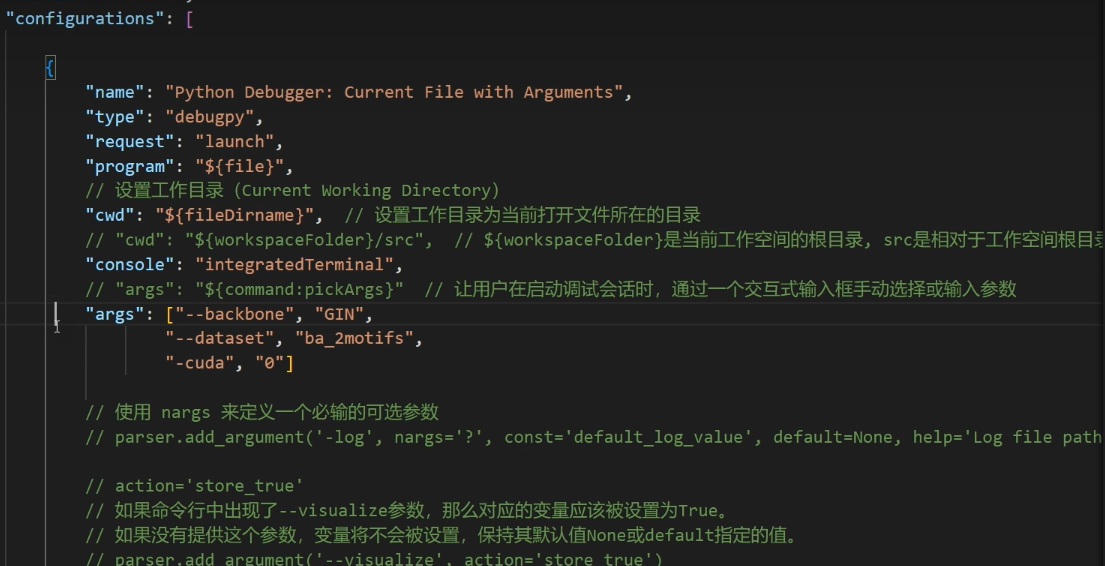 "configurations": [
{
"name": "Python Debugger: Current File with Arguments",
"type": "debugpy",
"request": "launch",
"program": "${file}",
// 设置工作目录（Current Working Directory）
"cwd": "${fileDirname}",  // 设置工作目录为当前打开文件所在的目录
// "cwd": "${workspaceFolder}/src",  // ${workspaceFolder}是当前工作空间的根目录, src是相对于工作空间根目录
"console": "integratedTerminal",
// "args": "${command:pickArgs}"  // 让用户在启动调试会话时，通过一个交互式输入框手动选择或输入参数
"args": ["--backbone", "GIN",
"--dataset", "ba_2motifs",
"-cuda", "0"]
// 使用 nargs 来定义一个必输的可选参数
// parser.add_argument('-log', nargs='?', const='default_log_value', default=None, help='Log file path
// action='store_true'
// 如果命令行中出现了--visualize参数，那么对应的变量应该被设置为True。
// 如果没有提供这个参数，变量将不会被设置，保持其默认值None或default指定的值。
// parser.add_argument('--visualize', action='store_true')